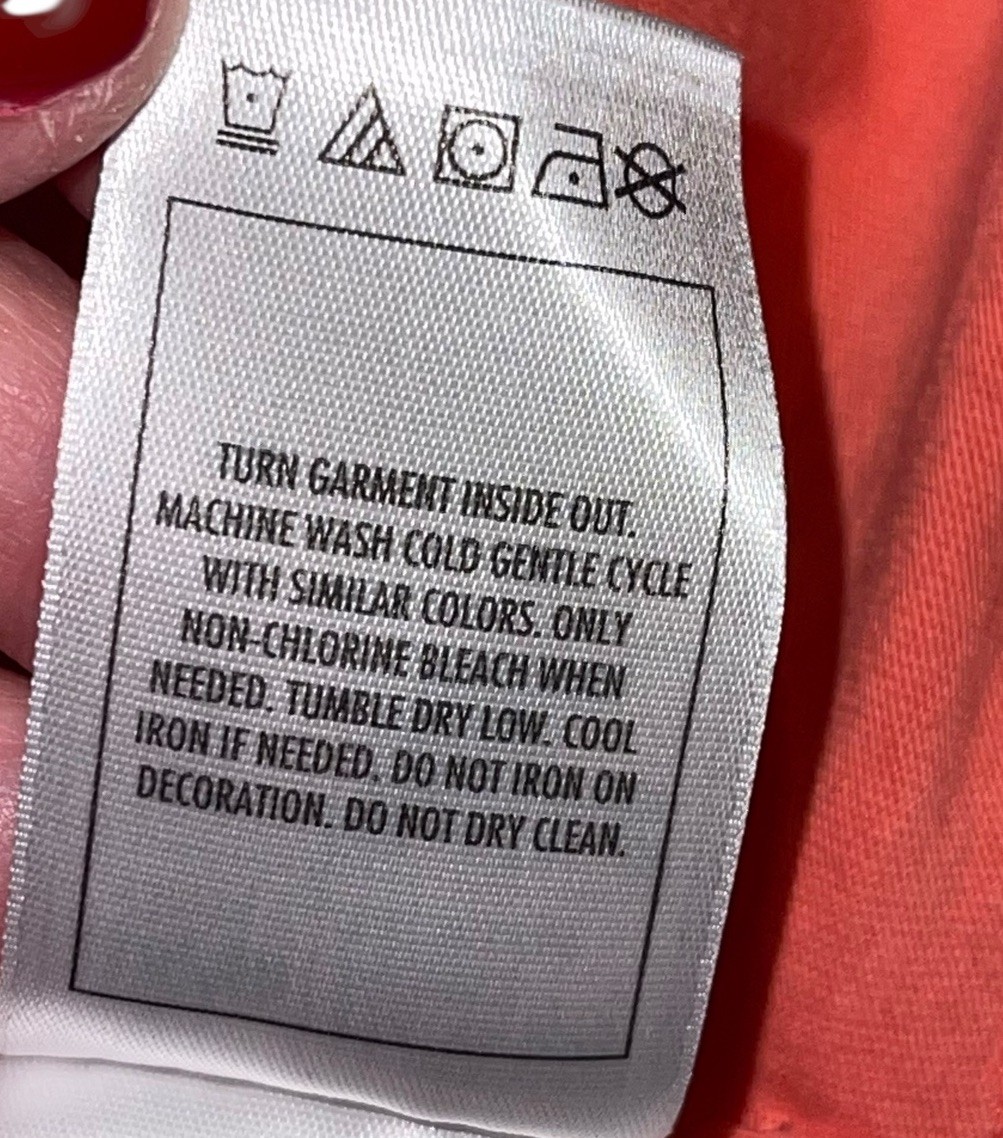 TURN GARMENT INSIDE OUT.
MACHINE WASH COLD GENTLE CYCLE
WITH SIMILAR COLORS. ONLY
NON-CHLORINE BLEACH WHEN
NEEDED. TUMBLE DRY LOW. COOL
IRON IF NEEDED. DO NOT IRON ON
DECORATION. DO NOT DRY CLEAN.